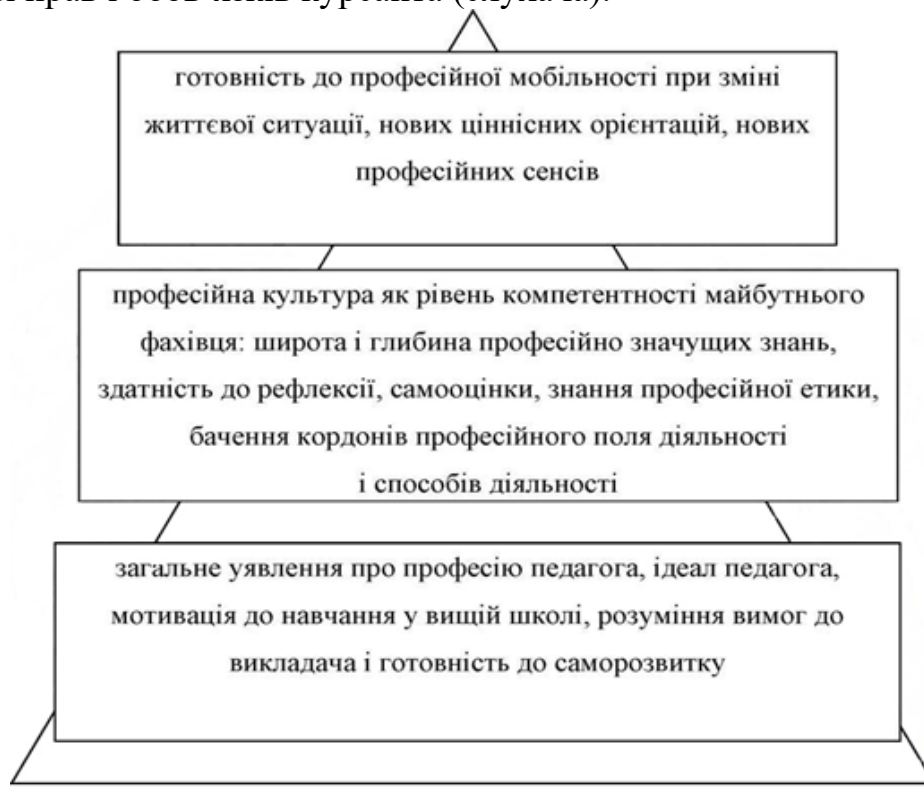 готовність до професійної мобільності при зміні
життєвої ситуації, нових ціннісних орієнтацій, нових
професійних сенсів
професійна культура як рівень компетентності майбутнього
фахівця: широта і глибина професійно значущих знань,
здатність до рефлексії, самооцінки, знання професійної етики,
бачення кордонів професійного поля діяльності
і способів діяльності
загальне уявлення про професію педагога, ідеал педагога,
мотивація до навчання у вищій школі, розуміння вимог до
викладача і готовність до саморозвитку